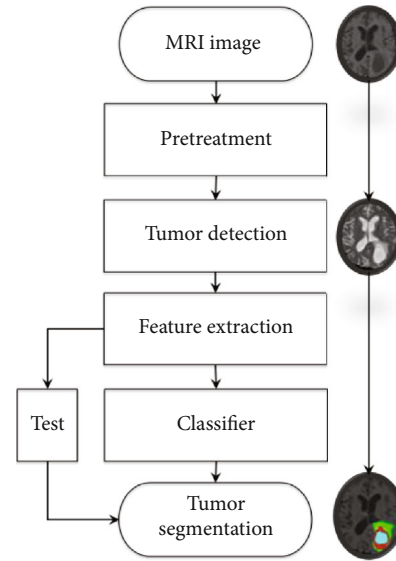 MRI image
Pretreatment
Tumor detection
Feature extraction
Test
Classifier
Tumor
segmentation